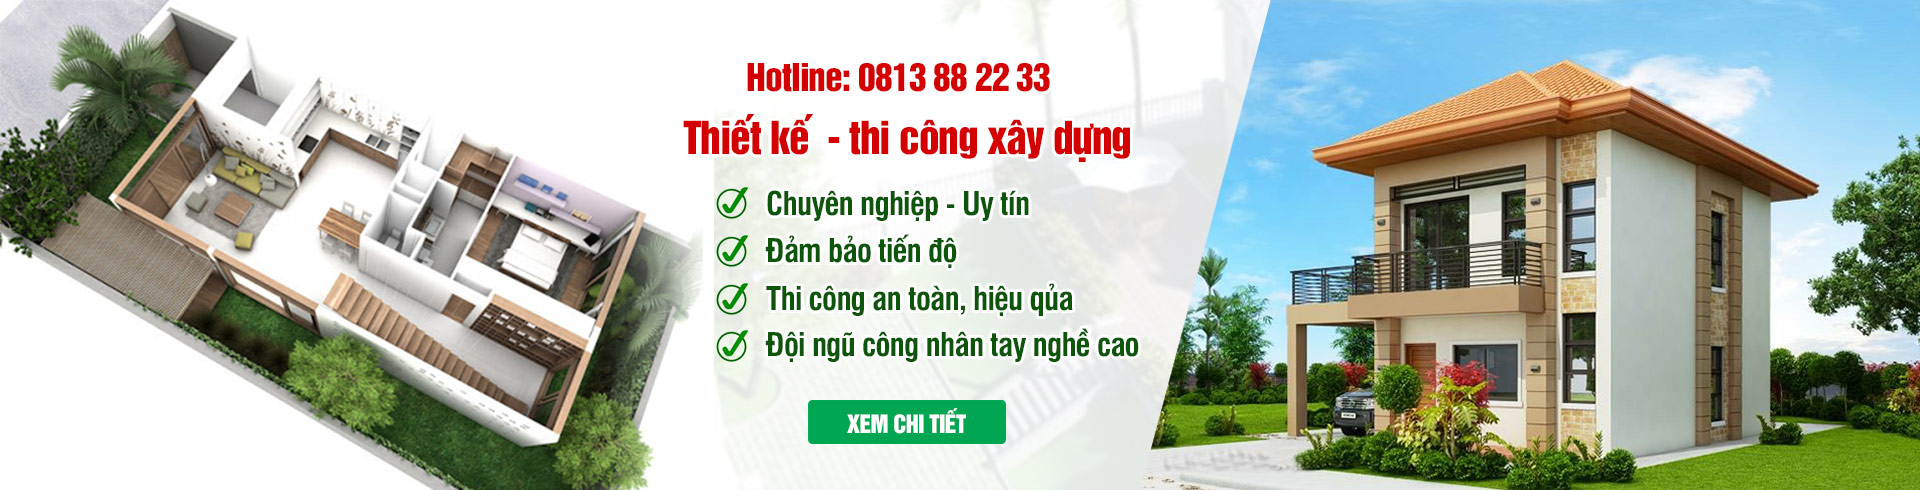 Hotline: 0813 88 22 33
Thiết kế - thi công xây dựng
Chuyên nghiệp - Uy tín
Đảm bảo tiến độ
Thi công an toàn, hiệu qủa
Đội ngũ công nhân tay nghề cao
XEM CHI TIẾT